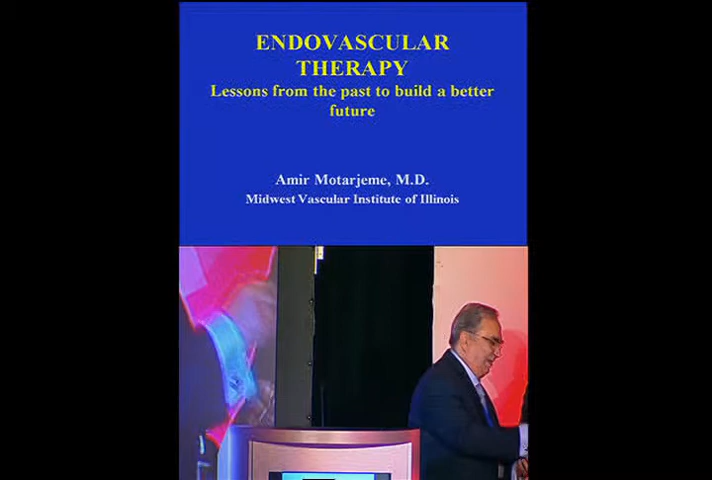 ENDOVASCULAR
THERAPY
Lessons from the past to build a better
future
Amir Motarjeme, M.D.
Midwest Vascular Institute of Illinois